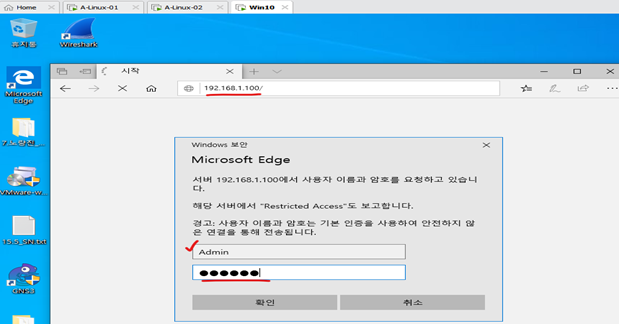 Home
A-Linux-01
A-Linux-02
Win10
휴지통
Wireshark
시작
192.168.1.100/
Microsoft
Edge
Windows 보안
Microsoft Edge
서버 192.168.1.100에서 사용자 이름과 암호를 요청하고 있습니
다.
해당 서버에서 "Restricted Access"도 보고합니다.
경고: 사용자 이름과 암호는 기본 인증을 사용하여 안전하지 않
은 연결을 통해 전송됩니다.
Admin
확인
취소
7.노량진_...
VMware-w...
15.5_SN.txt
GNS3